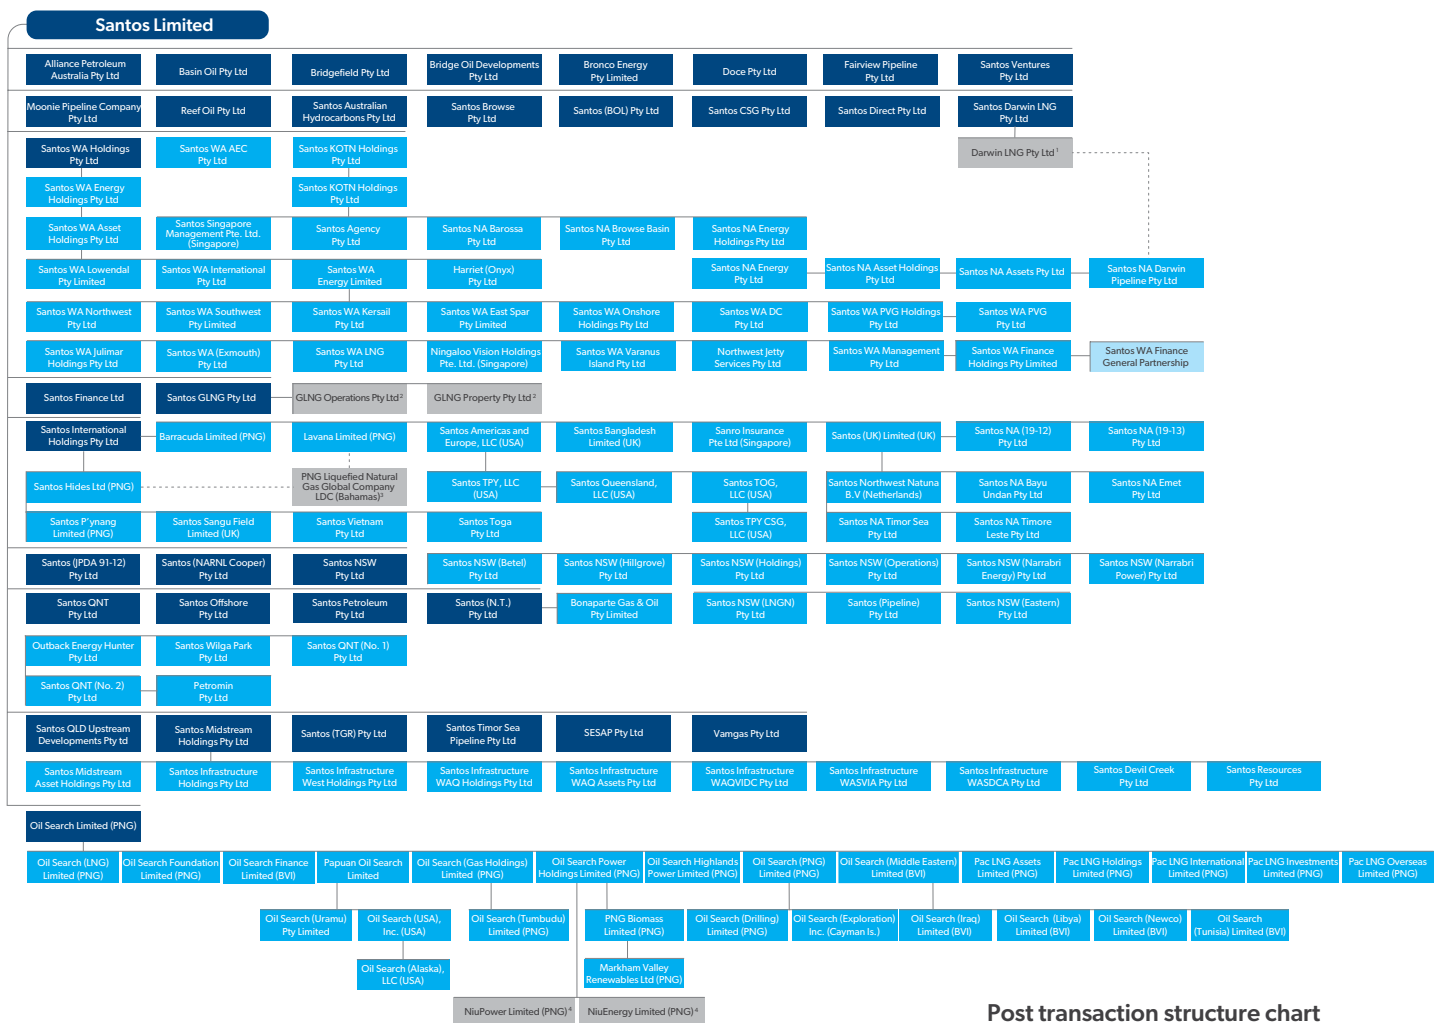 Santos Limited
Alliance Petroleum
Australia Pty Ltd
Basin Oil Pty Ltd
Bridgefield Pty Ltd
Bridge Oil Developments
Pty Ltd
Bronco Energy
Pty Limited
Doce Pty Ltd
Fairview Pipeline
Pty Ltd
Santos Ventures
Pty Ltd
Moonie Pipeline Company
Pty Ltd
Reef Oil Pty Ltd
Santos Australian
Hydrocarbons Pty Ltd
Santos Browse
Pty Ltd
Santos (BOL) Pty Ltd
Santos CSG Pty Ltd
Santos Direct Pty Ltd
Santos Darwin LNG
Pty Ltd
Santos WA Holdings
Pty Ltd
Santos WA AEC
Pty Ltd
Santos KOTN Holdings
Pty Ltd
Darwin LNG Pty Ltd¹
Santos WA Energy
Holdings Pty Ltd
Santos KOTN Holdings
Pty Ltd
Santos WA Asset
Holdings Pty Ltd
Santos Singapore
Management Pte. Ltd.
(Singapore)
Santos Agency
Pty Ltd
Santos NA Barossa
Pty Ltd
Santos NA Browse Basin
Pty Ltd
Santos NA Energy
Holdings Pty Ltd
Santos WA Lowendal
Pty Limited
Santos WA International
Pty Ltd
Santos WA
Energy Limited
Harriet (Onyx)
Pty Ltd
Santos NA Energy
Pty Ltd
Santos NA Asset Holdings
Pty Ltd
Santos NA Assets Pty Ltd
Santos NA Darwin
Pipeline Pty Ltd
Santos WA Northwest
Pty Ltd
Santos WA Southwest
Pty Limited
Santos WA Kersail
Pty Ltd
Santos WA East Spar
Pty Limited
Santos WA Onshore
Holdings Pty Ltd
Santos WA DC
Pty Ltd
Santos WA PVG Holdings
Pty Ltd
Santos WA PVG
Pty Ltd
Santos WA Julimar
Holdings Pty Ltd
Santos WA (Exmouth)
Pty Ltd
Santos WA LNG
Pty Ltd
Ningaloo Vision Holdings
Pte. Ltd. (Singapore)
Santos WA Varanus
Island Pty Ltd
Northwest Jetty
Services Pty Ltd
Santos WA Management
Pty Ltd
Santos WA Finance
Holdings Pty Limited
Santos WA Finance
General Partnership
Santos Finance Ltd
Santos GLNG Pty Ltd
GLNG Operations Pty Ltd²
GLNG Property Pty Ltd²
Santos International
Holdings Pty Ltd
Barracuda Limited (PNG)
Lavana Limited (PNG)
Santos Americas and
Europe, LLC (USA)
Santos Bangladesh
Limited (UK)
Sanro Insurance
Pte Ltd (Singapore)
Santos (UK) Limited (UK)
Santos NA (19-12)
Pty Ltd
Santos NA (19-13)
Pty Ltd
Santos Hides Ltd (PNG)
PNG Liquefied Natural
Gas Global Company
LDC (Bahamas)³
Santos TPY, LLC
(USA)
Santos Queensland,
LLC (USA)
Santos TOG,
LLC (USA)
Santos Northwest Natuna
B.V (Netherlands)
Santos NA Bayu
Undan Pty Ltd
Santos NA Emet
Pty Ltd
Santos P'ynang
Limited (PNG)
Santos Sangu Field
Limited (UK)
Santos Vietnam
Pty Ltd
Santos Toga
Pty Ltd
Santos TPY CSG,
LLC (USA)
Santos NA Timor Sea
Pty Ltd
Santos NA Timore
Leste Pty Ltd
Santos (JPDA 91-12)
Pty Ltd
Santos (NARNL Cooper)
Pty Ltd
Santos NSW
Pty Ltd
Santos NSW (Betel)
Pty Ltd
Santos NSW (Hillgrove)
Pty Ltd
Santos NSW (Holdings)
Pty Ltd
Santos NSW (Operations)
Pty Ltd
Santos NSW (Narrabri
Energy) Pty Ltd
Santos NSW (Narrabri
Power) Pty Ltd
Santos QNT
Pty Ltd
Santos Offshore
Pty Ltd
Santos Petroleum
Pty Ltd
Santos (N.T.)
Pty Ltd
Bonaparte Gas & Oil
Pty Limited
Santos NSW (LNGN)
Pty Ltd
Santos (Pipeline)
Pty Ltd
Santos NSW (Eastern)
Pty Ltd
Outback Energy Hunter
Pty Ltd
Santos Wilga Park
Pty Ltd
Santos QNT (No. 1)
Pty Ltd
Santos QNT (No. 2)
Pty Ltd
Petromin
Pty Ltd
Santos QLD Upstream
Developments Pty td
Santos Midstream
Holdings Pty Ltd
Santos (TGR) Pty Ltd
Santos Timor Sea
Pipeline Pty Ltd
SESAP Pty Ltd
Vamgas Pty Ltd
Santos Midstream
Asset Holdings Pty Ltd
Santos Infrastructure
Holdings Pty Ltd
Santos Infrastructure
West Holdings Pty Ltd
Santos Infrastructure
WAQ Holdings Pty Ltd
Santos Infrastructure
WAQ Assets Pty Ltd
Santos Infrastructure
WAQVIDC Pty Ltd
Santos Infrastructure
WASVIA Pty Ltd
Santos Infrastructure
WASDCA Pty Ltd
Santos Devil Creek
Pty Ltd
Santos Resources
Pty Ltd
Oil Search Limited (PNG)
Oil Search (LNG)
Limited (PNG)
Oil Search Foundation
Limited (PNG)
Oil Search Finance
Limited (BVI)
Papuan Oil Search
Limited
Oil Search (Gas Holdings)
Limited (PNG)
Oil Search Power
Holdings Limited (PNG)
Oil Search Highlands
Power Limited (PNG)
Oil Search (PNG)
Limited (PNG)
Oil Search (Middle Eastern)
Limited (BVI)
Pac LNG Assets
Limited (PNG)
Pac LNG Holdings
Limited (PNG)
Pac LNG International
Limited (PNG)
Pac LNG Investments
Limited (PNG)
Pac LNG Overseas
Limited (PNG)
Oil Search (Uramu)
Pty Limited
Oil Search (USA),
Inc. (USA)
Oil Search (Tumbudu)
Limited (PNG)
PNG Biomass
Limited (PNG)
Oil Search (Drilling)
Limited (PNG)
Oil Search (Exploration)
Inc. (Cayman Is.)
Oil Search (Iraq)
Limited (BVI)
Oil Search (Libya)
Limited (BVI)
Oil Search (Newco)
Limited (BVI)
Oil Search
(Tunisia) Limited (BVI)
Oil Search (Alaska),
LLC (USA)
Markham Valley
Renewables Ltd (PNG)
NiuPower Limited (PNG)⁴
NiuEnergy Limited (PNG)⁴
Post transaction structure chart